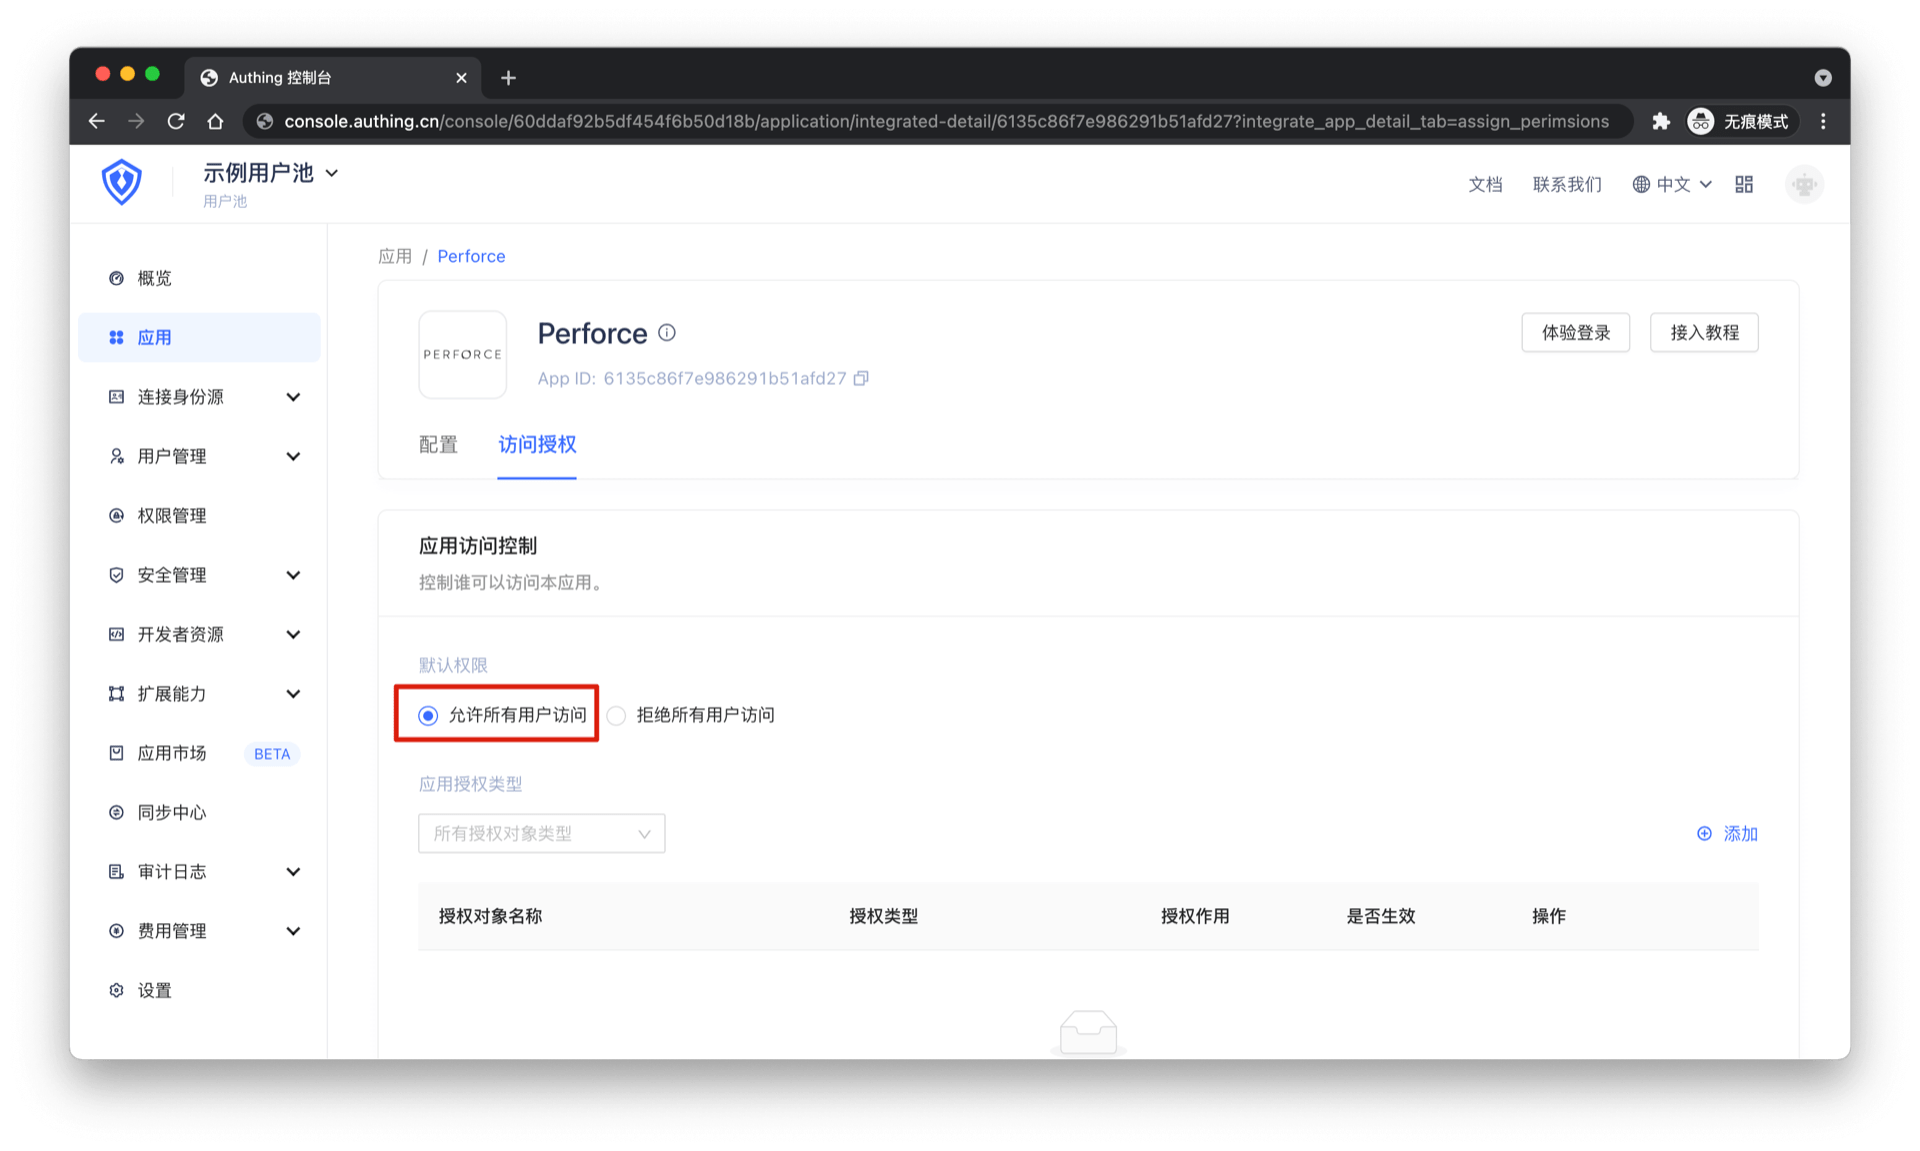 Authing 控制台
console.authing.cn/console/60ddaf92b5df454f6b50d18b/application/integrated-detail/6135c86f7e986291b51afd27?integrate_app_detail_tab=assign_perimsions
无痕模式
示例用户池
用户池
文档
联系我们
中文
概览
应用
连接身份源
用户管理
权限管理
安全管理
开发者资源
扩展能力
应用市场 BETA
同步中心
审计日志
费用管理
设置
应用 / Perforce
PERFORCE
Perforce
App ID: 6135c86f7e986291b51afd27
体验登录
接入教程
配置
访问授权
应用访问控制
控制谁可以访问本应用。
默认权限
允许所有用户访问
拒绝所有用户访问
应用授权类型
所有授权对象类型
添加
授权对象名称 授权类型 授权作用 是否生效 操作